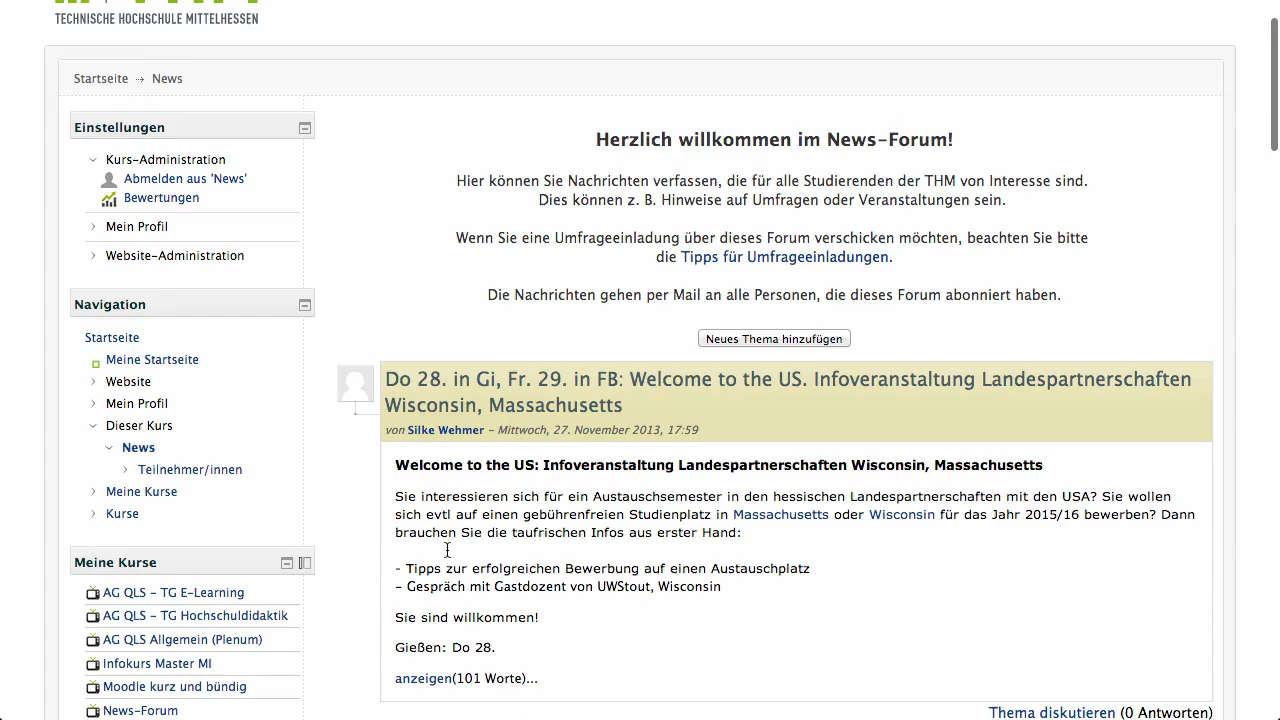 TECHNISCHE HOCHSCHULE MITTELHESSEN
Startseite → News
Einstellungen
Kurs-Administration
Abmelden aus 'News'
Bewertungen
Mein Profil
Website-Administration
Navigation
Startseite
Meine Startseite
Website
Mein Profil
Dieser Kurs
News
Teilnehmer/innen
Meine Kurse
Kurse
Meine Kurse
AG QLS – TG E-Learning
AG QLS – TG Hochschuldidaktik
AG QLS Allgemein (Plenum)
Infokurs Master MI
Moodle kurz und bündig
News-Forum
Herzlich willkommen im News-Forum!
Hier können Sie Nachrichten verfassen, die für alle Studierenden der THM von Interesse sind.
Dies können z. B. Hinweise auf Umfragen oder Veranstaltungen sein.
Wenn Sie eine Umfrageeinladung über dieses Forum verschicken möchten, beachten Sie bitte
die Tipps für Umfrageeinladungen.
Die Nachrichten gehen per Mail an alle Personen, die dieses Forum abonniert haben.
Neues Thema hinzufügen
Do 28. in Gi, Fr. 29. in FB: Welcome to the US. Infoveranstaltung Landespartnerschaften
Wisconsin, Massachusetts
von Silke Wehmer – Mittwoch, 27. November 2013, 17:59
Welcome to the US: Infoveranstaltung Landespartnerschaften Wisconsin, Massachusetts
Sie interessieren sich für ein Austauschsemester in den hessischen Landespartnerschaften mit den USA? Sie wollen
sich evtl auf einen gebührenfreien Studienplatz in Massachusetts oder Wisconsin für das Jahr 2015/16 bewerben? Dann
brauchen Sie die taufrischen Infos aus erster Hand:
- Tipps zur erfolgreichen Bewerbung auf einen Austauschplatz
– Gespräch mit Gastdozent von UWStout, Wisconsin
Sie sind willkommen!
Gießen: Do 28.
anzeigen(101 Worte)...
Thema diskutieren (0 Antworten)